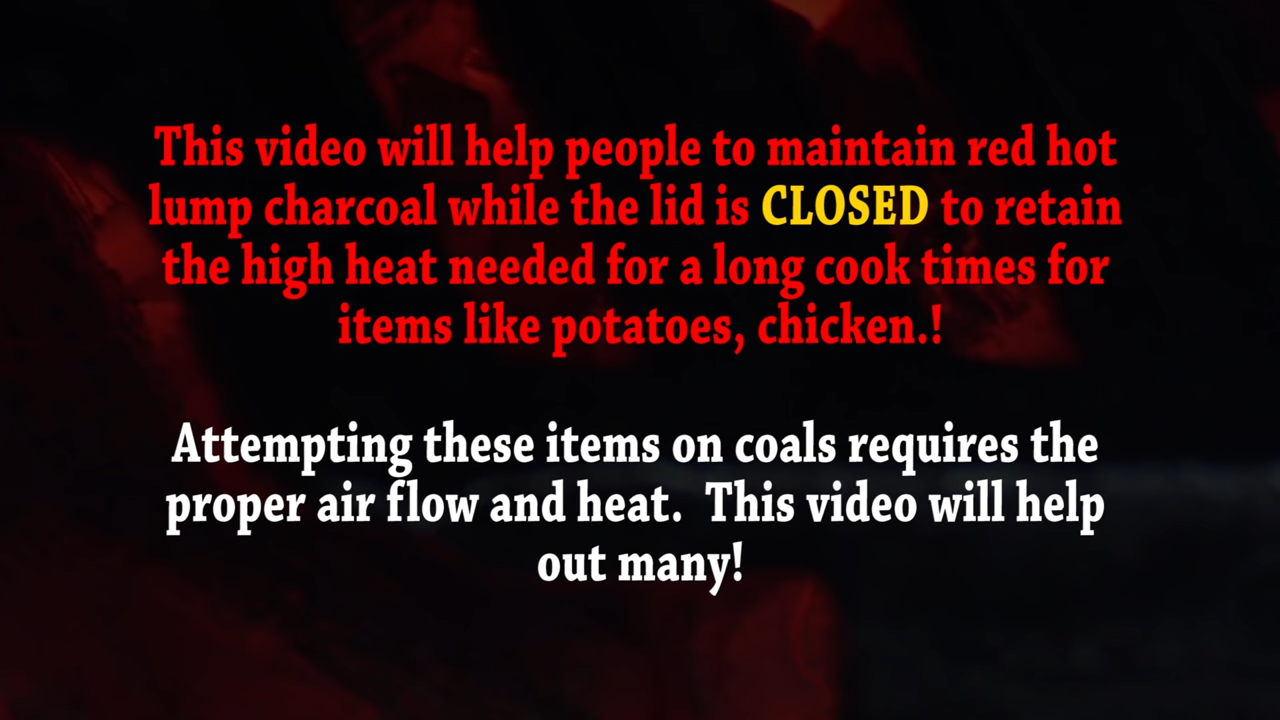 This video will help people to maintain red hot
lump charcoal while the lid is CLOSED to retain
the high heat needed for a long cook times for
items like potatoes, chicken.!
Attempting these items on coals requires the
proper air flow and heat.  This video will help
out many!